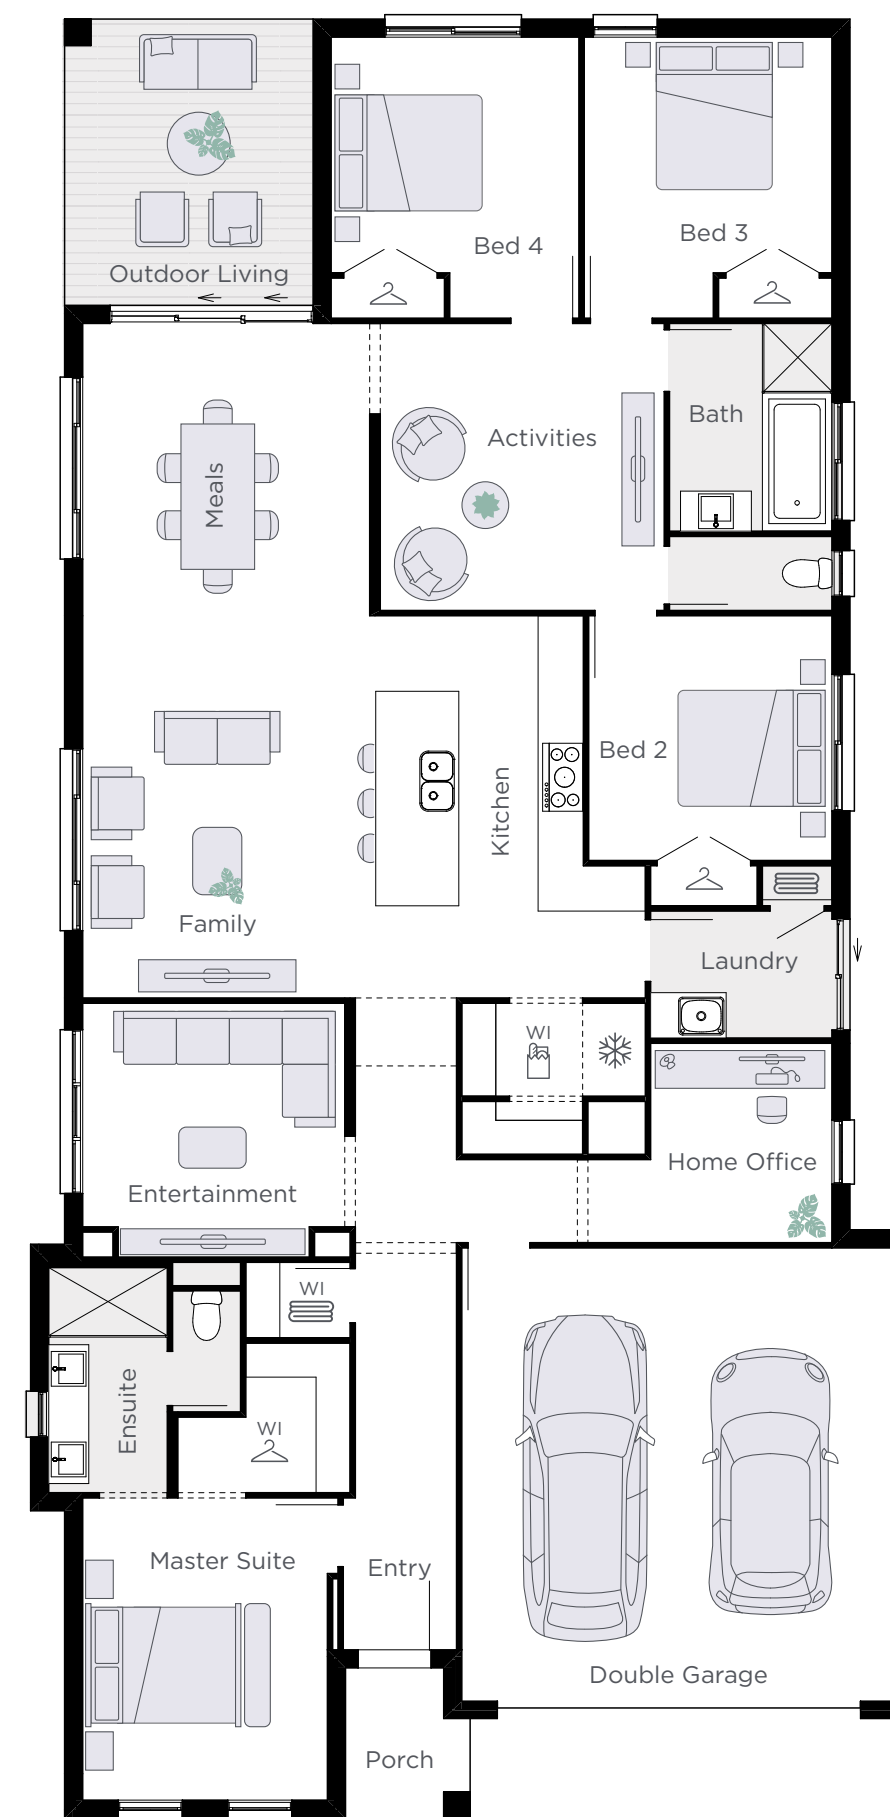 Outdoor Living
Bed 4
Bed 3
Meals
Activities
Bath
Kitchen
Bed 2
Family
Laundry
WI
Entertainment
Home Office
WI
Ensuite
WI
Master Suite
Entry
Double Garage
Porch